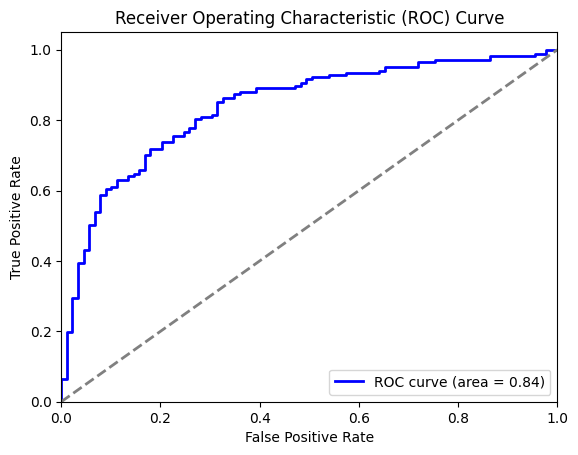 Receiver Operating Characteristic (ROC) Curve
1.0
0.8
0.6
0.4
0.2
0.0
True Positive Rate
ROC curve (area = 0.84)
0.0 0.2 0.4 0.6 0.8 1.0
False Positive Rate